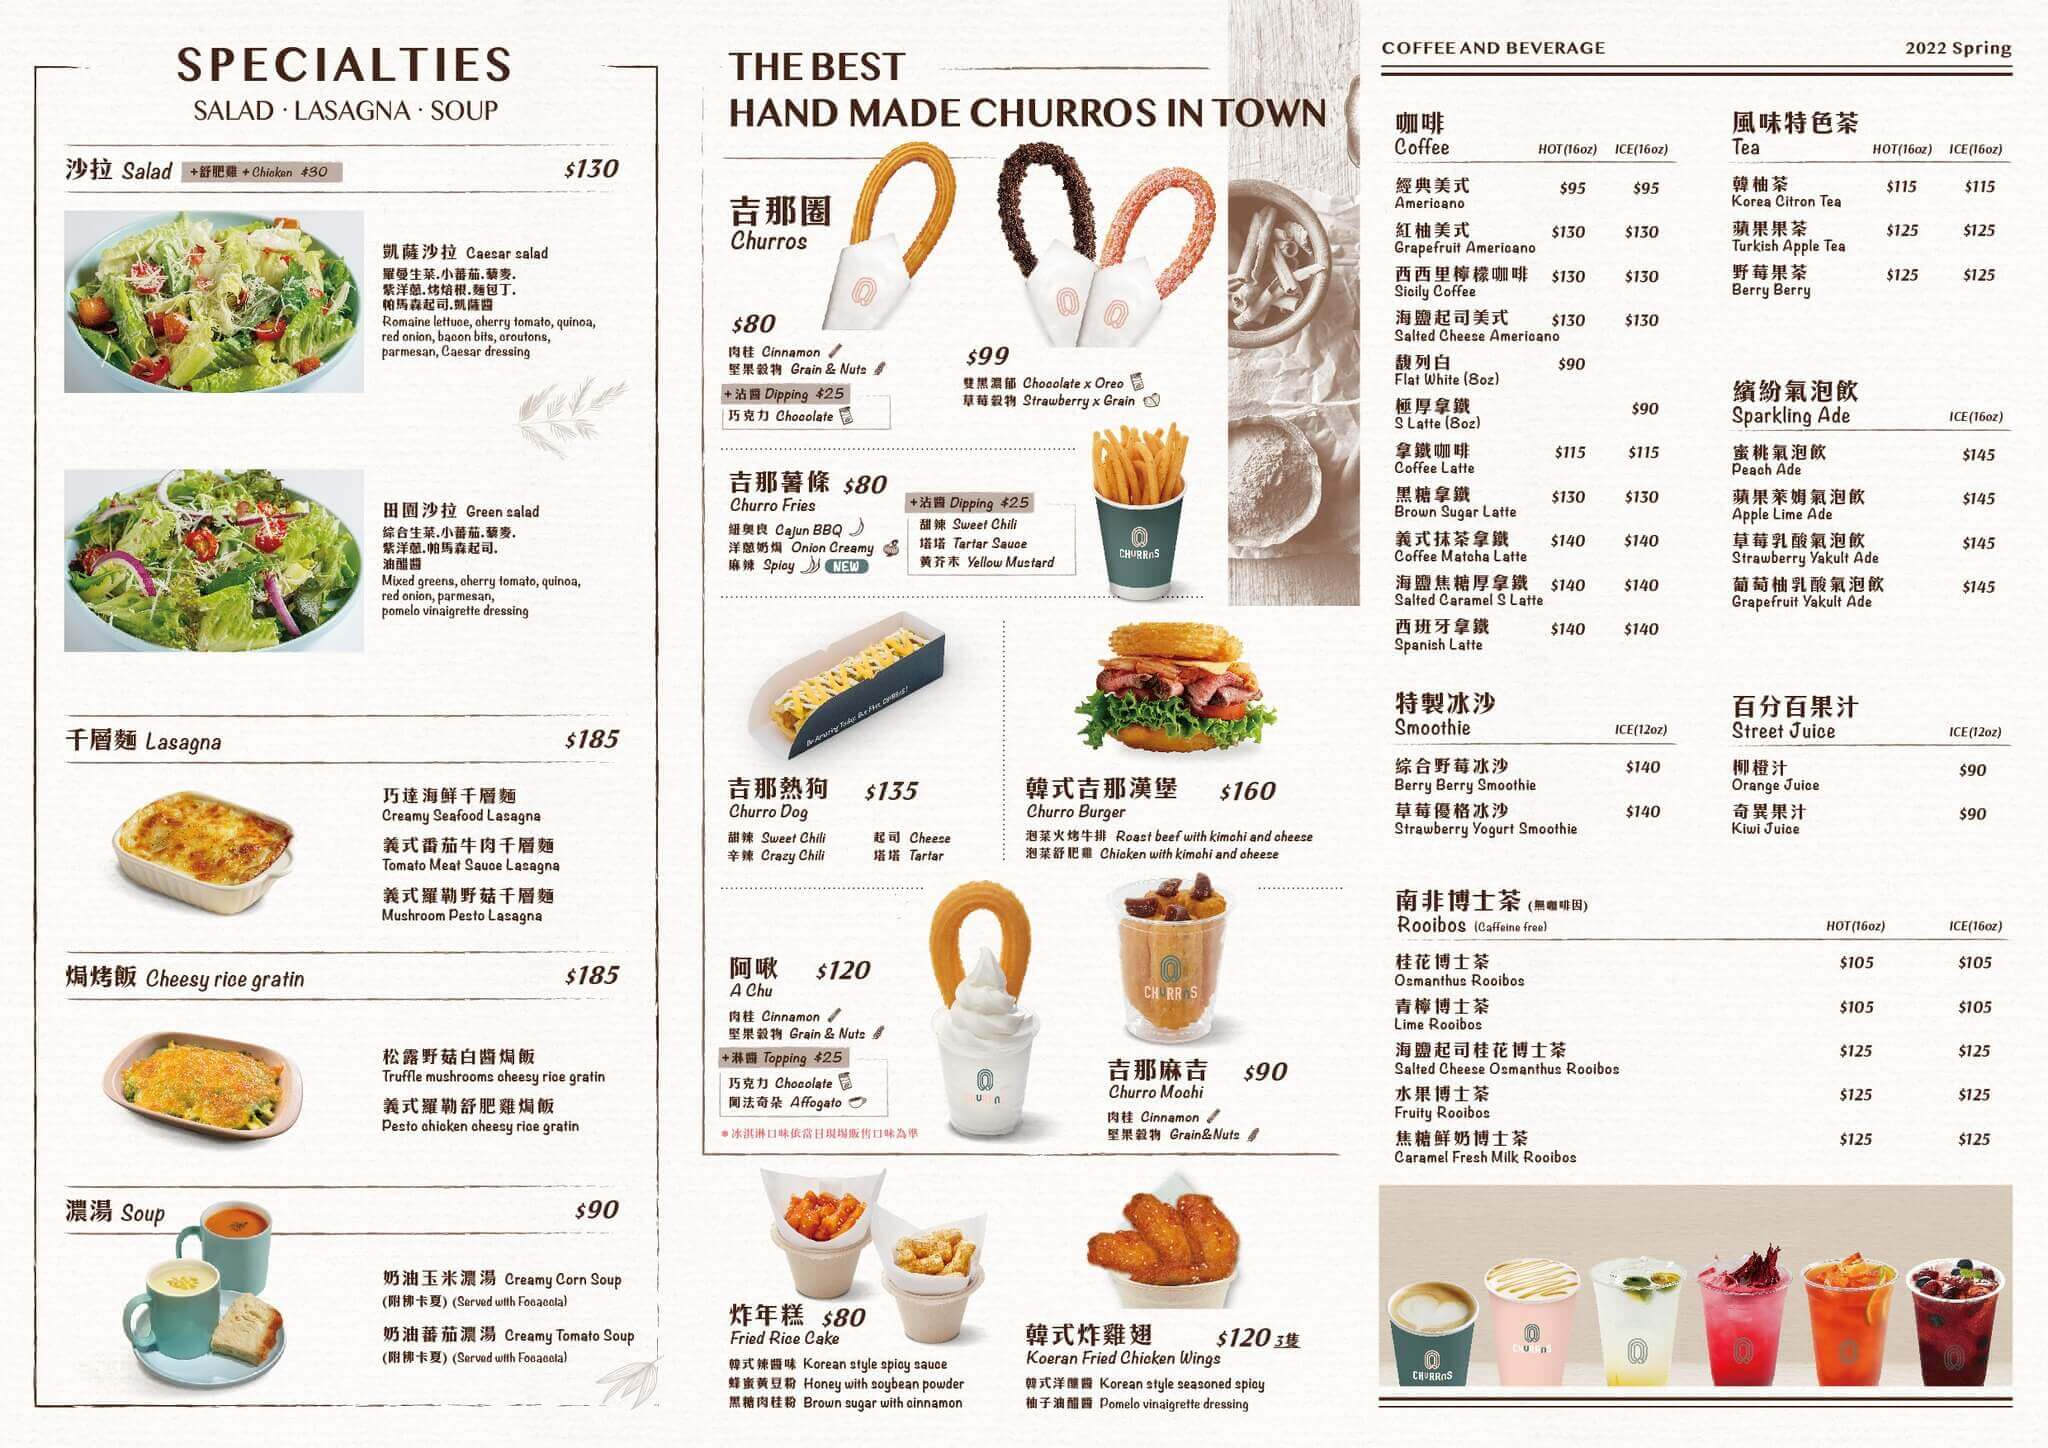 SPECIALTIES
SALAD · LASAGNA · SOUP
沙拉 Salad +舒肥雞 + Chicken $30 $130
凱薩沙拉 Caesar salad
羅曼生菜.小番茄.藜麥.
紫洋蔥.烤焙根.麵包丁.
帕馬森起司.凱薩醬
Romaine lettuce, cherry tomato, quinoa,
red onion, bacon bits, croutons,
parmesan, Caesar dressing
田園沙拉 Green salad
綜合生菜.小番茄.藜麥.
紫洋蔥.帕馬森起司.
油醋醬
Mixed greens, cherry tomato, quinoa,
red onion, parmesan,
pomelo vinaigrette dressing
千層麵 Lasagna $185
巧達海鮮千層麵
Creamy Seafood Lasagna
義式番茄牛肉千層麵
Tomato Meat Sauce Lasagna
義式羅勒野菇千層麵
Mushroom Pesto Lasagna
焗烤飯 Cheesy rice gratin $185
松露野菇白醬焗飯
Truffle mushrooms cheesy rice gratin
義式羅勒舒肥雞焗飯
Pesto chicken cheesy rice gratin
濃湯 Soup $90
奶油玉米濃湯 Creamy Corn Soup
(附佛卡夏) (Served with Focaccia)
奶油蕃茄濃湯 Creamy Tomato Soup
(附佛卡夏) (Served with Focaccia)
THE BEST
HAND MADE CHURROS IN TOWN
吉那圈
Churros
$80
肉桂 Cinnamon
堅果穀物 Grain & Nuts
+沾醬 Dipping $25
巧克力 Chocolate
$99
雙黑濃郁 Chocolate x Oreo
草莓穀物 Strawberry x Grain
吉那薯條 $80
Churro Fries
紐奧良 Cajun BBQ
洋蔥奶焗 Onion Creamy
麻辣 Spicy NEW
+沾醬 Dipping $25
甜辣 Sweet Chili
塔塔 Tartar Sauce
黃芥末 Yellow Mustard
CHURROS
Be Amazing Today. But First, CHURROS!
吉那熱狗 $135
Churro Dog
甜辣 Sweet Chili 起司 Cheese
辛辣 Crazy Chili 塔塔 Tartar
韓式吉那漢堡 $160
Churro Burger
泡菜火烤牛排 Roast beef with kimchi and cheese
泡菜舒肥雞 Chicken with kimchi and cheese
阿啾 $120
A Chu
肉桂 Cinnamon
堅果穀物 Grain & Nuts
+淋醬 Topping $25
巧克力 Chocolate
阿法奇朵 Affogato
*冰淇淋口味依當日現場販售口味為準
CHURROS
吉那麻吉 $90
Churro Mochi
肉桂 Cinnamon
堅果穀物 Grain&Nuts
炸年糕 $80
Fried Rice Cake
韓式辣醬味 Korean style spicy sauce
蜂蜜黃豆粉 Honey with soybean powder
黑糖肉桂粉 Brown sugar with cinnamon
韓式炸雞翅 $120 3隻
Koeran Fried Chicken Wings
韓式洋釀醬 Korean style seasoned spicy
柚子油醋醬 Pomelo vinaigrette dressing
COFFEE AND BEVERAGE 2022 Spring
咖啡
Coffee HOT(16oz) ICE(16oz)
經典美式 $95 $95
Americano
紅柚美式 $130 $130
Grapefruit Americano
西西里檸檬咖啡 $130 $130
Sicily Coffee
海鹽起司美式 $130 $130
Salted Cheese Americano
馥列白 $90
Flat White (8oz)
極厚拿鐵 $90
S Latte (8oz)
拿鐵咖啡 $115 $115
Coffee Latte
黑糖拿鐵 $130 $130
Brown Sugar Latte
義式抹茶拿鐵 $140 $140
Coffee Matcha Latte
海鹽焦糖厚拿鐵 $140 $140
Salted Caramel S Latte
西班牙拿鐵 $140 $140
Spanish Latte
特製冰沙
Smoothie ICE(12oz)
綜合野莓冰沙 $140
Berry Berry Smoothie
草莓優格冰沙 $140
Strawberry Yogurt Smoothie
風味特色茶
Tea HOT(16oz) ICE(16oz)
韓柚茶 $115 $115
Korea Citron Tea
蘋果果茶 $125 $125
Turkish Apple Tea
野莓果茶 $125 $125
Berry Berry
繽紛氣泡飲
Sparkling Ade ICE(16oz)
蜜桃氣泡飲 $145
Peach Ade
蘋果萊姆氣泡飲 $145
Apple Lime Ade
草莓乳酸氣泡飲 $145
Strawberry Yakult Ade
葡萄柚乳酸氣泡飲 $145
Grapefruit Yakult Ade
百分百果汁
Street Juice ICE(12oz)
柳橙汁 $90
Orange Juice
奇異果汁 $90
Kiwi Juice
南非博士茶 (無咖啡因)
Rooibos (Caffeine free) HOT(16oz) ICE(16oz)
桂花博士茶 $105 $105
Osmanthus Rooibos
青檸博士茶 $105 $105
Lime Rooibos
海鹽起司桂花博士茶 $125 $125
Salted Cheese Osmanthus Rooibos
水果博士茶 $125 $125
Fruity Rooibos
焦糖鮮奶博士茶 $125 $125
Caramel Fresh Milk Rooibos
CHURROS
CHURROS